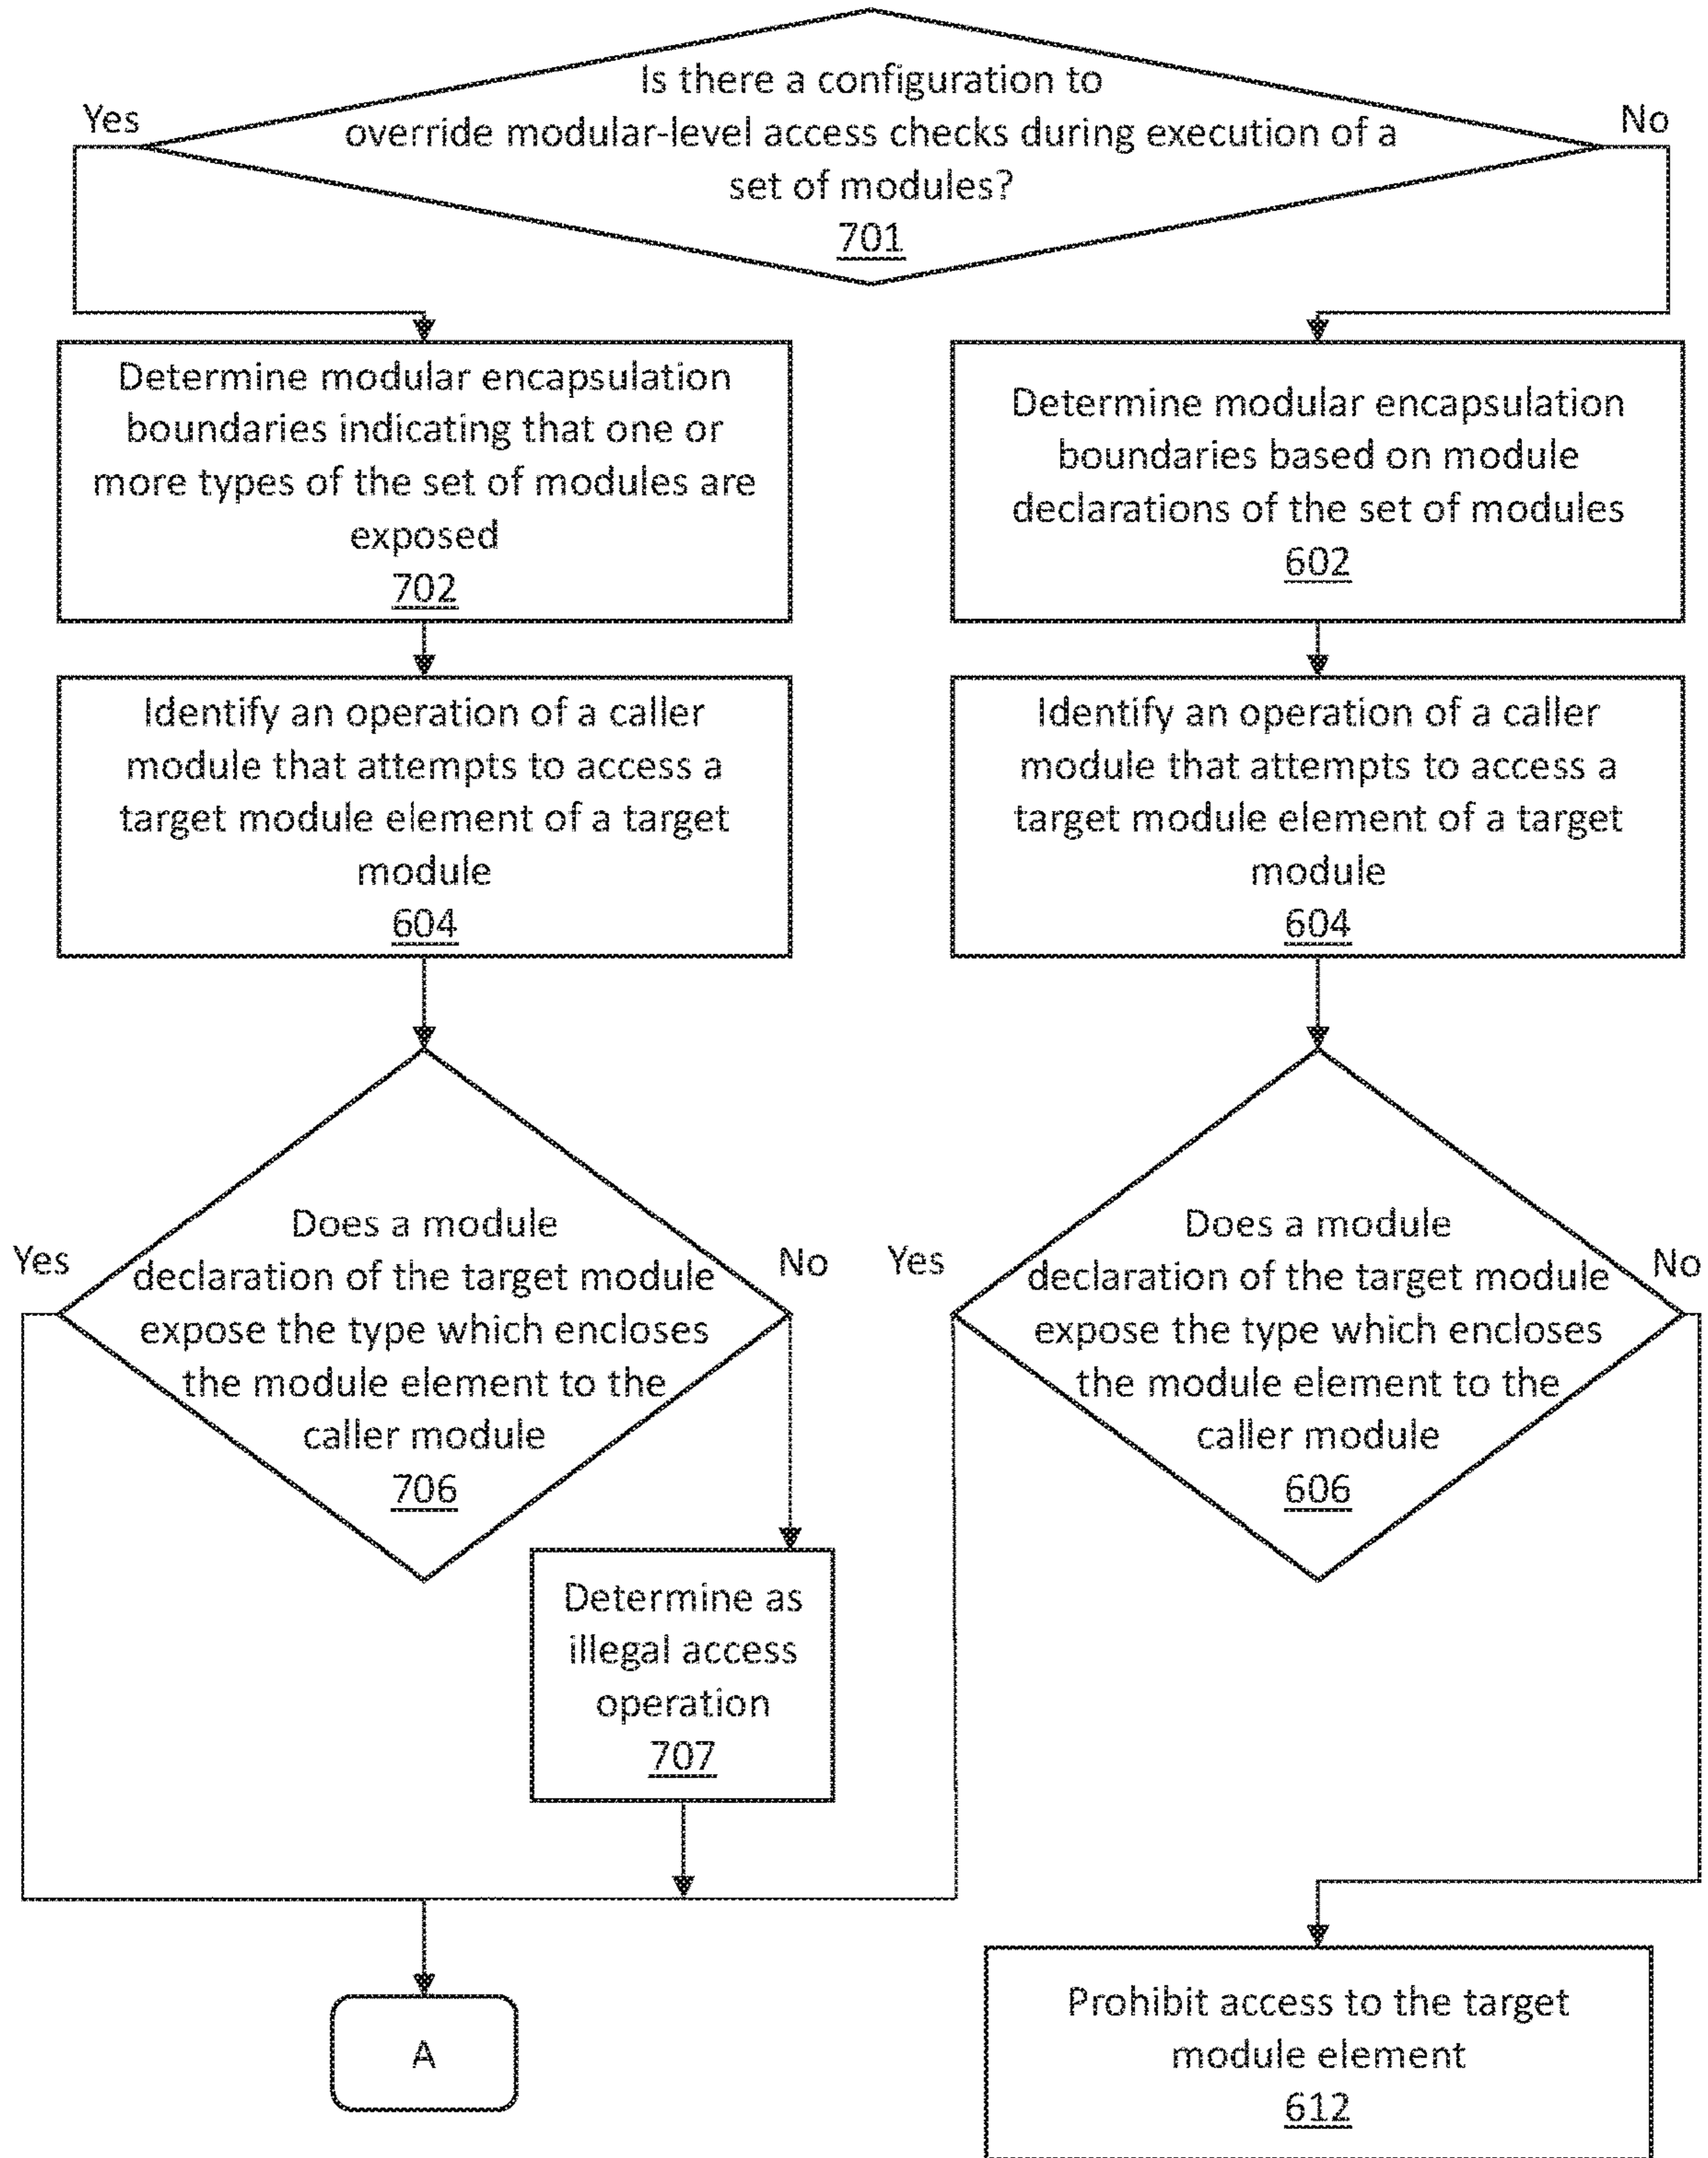 Is there a configuration to
override modular-level access checks during execution of a
set of modules?
701
Yes
No
Determine modular encapsulation
boundaries indicating that one or
more types of the set of modules are
exposed
702
Determine modular encapsulation
boundaries based on module
declarations of the set of modules
602
Identify an operation of a caller
module that attempts to access a
target module element of a target
module
604
Identify an operation of a caller
module that attempts to access a
target module element of a target
module
604
Does a module
declaration of the target module
expose the type which encloses
the module element to the
caller module
706
Yes
No
Does a module
declaration of the target module
expose the type which encloses
the module element to the
caller module
606
Yes
No
Determine as
illegal access
operation
707
A
Prohibit access to the target
module element
612